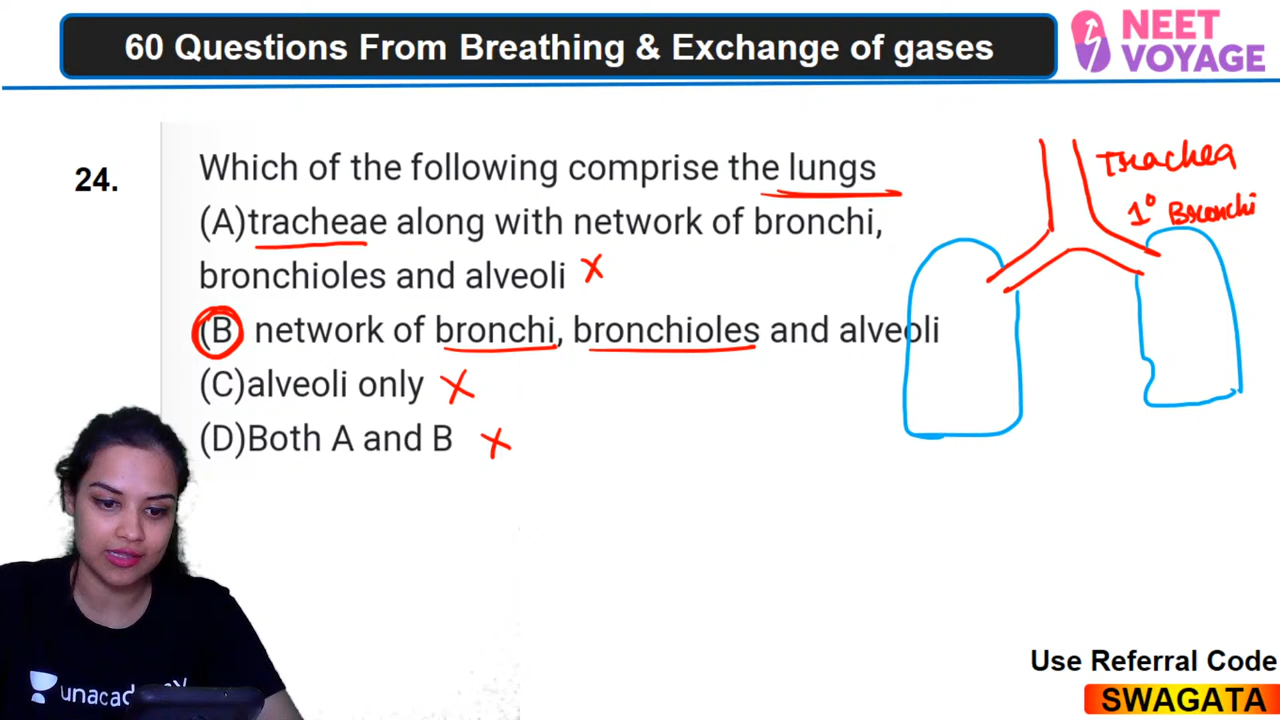 60 Questions From Breathing & Exchange of gases
NEET
VOYAGE
24.
Which of the following comprise the lungs
(A)tracheae along with network of bronchi,
bronchioles and alveoli
(B) network of bronchi, bronchioles and alveoli
(C)alveoli only
(D)Both A and B
Trachea
1° Bronchi
unacademy
Use Referral Code
SWAGATA